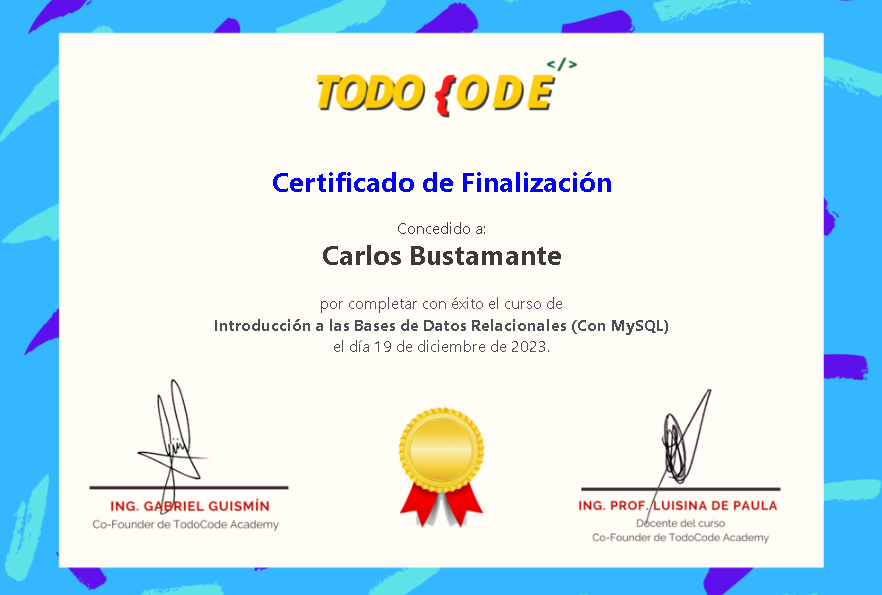 </>
TODO {ODE
Certificado de Finalización
Concedido a:
Carlos Bustamante
por completar con éxito el curso de
Introducción a las Bases de Datos Relacionales (Con MySQL)
el día 19 de diciembre de 2023.
ING. GABRIEL GUISMÍN
Co-Founder de TodoCode Academy
ING. PROF. LUISINA DE PAULA
Docente del curso
Co-Founder de TodoCode Academy